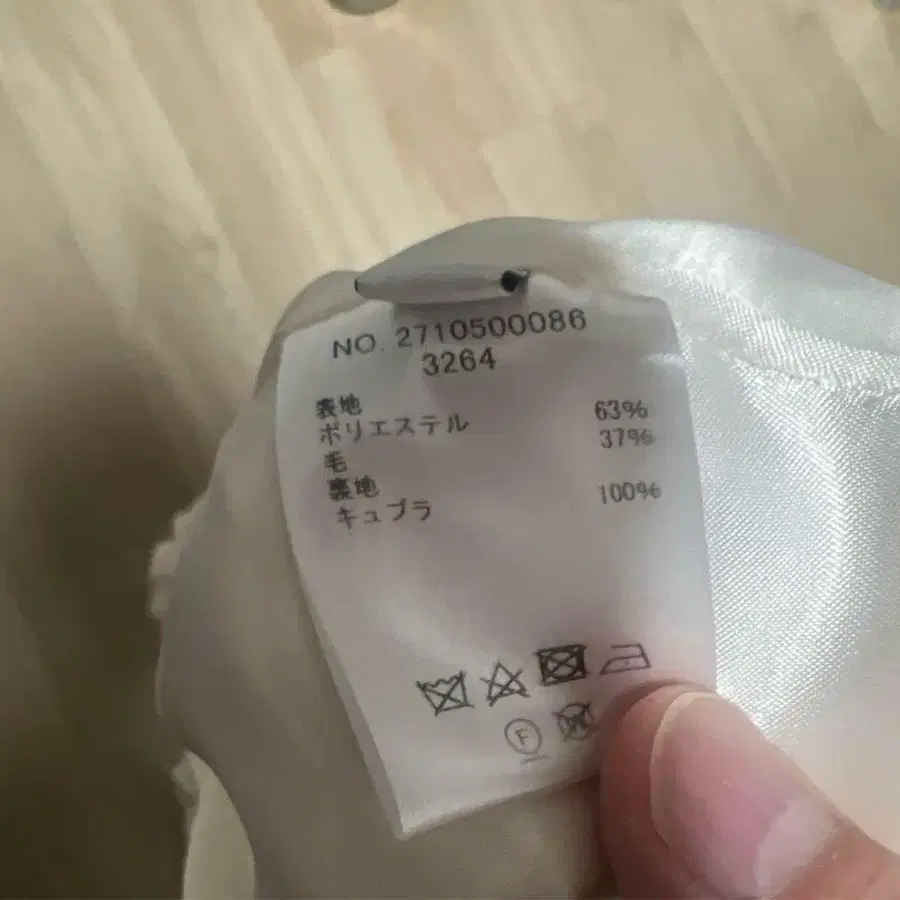 NO. 2710500086
3264
表地
ポリエステル 63%
毛 37%
裏地
キュプラ 100%
F